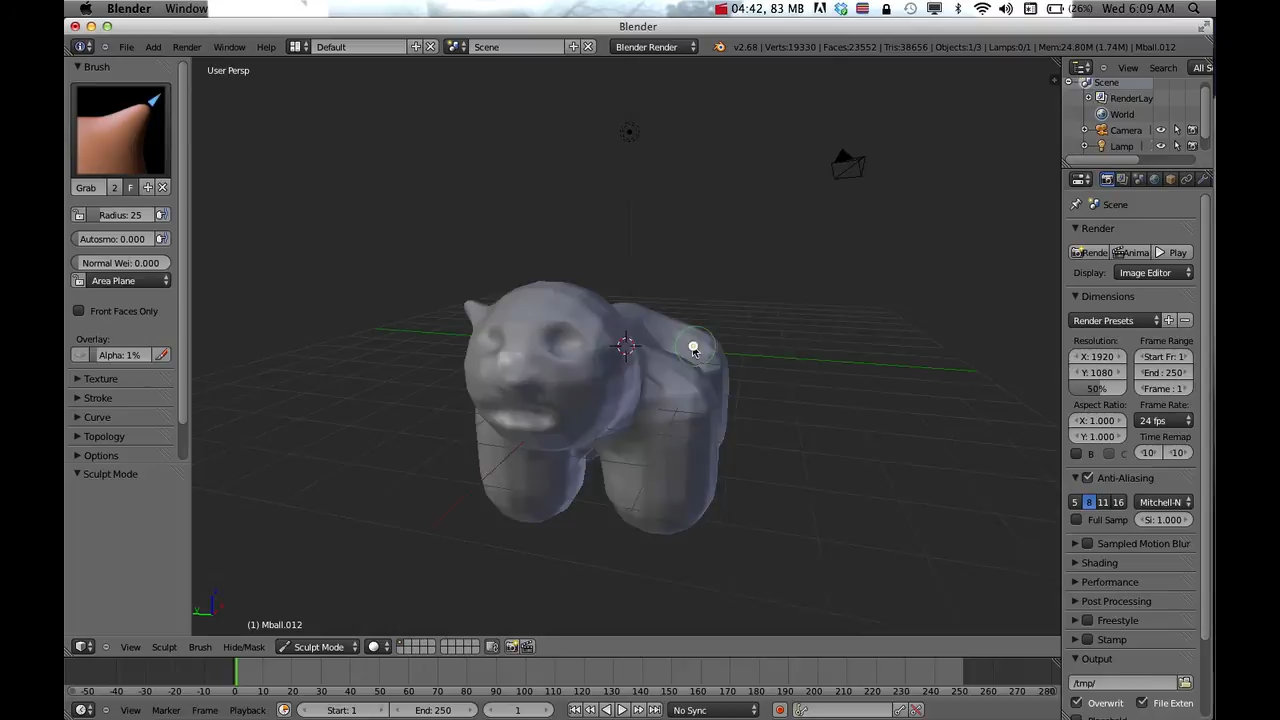 Blender Window 04:42, 83 MB (26%) Wed 6:09 AM
Blender
File Add Render Window Help Default Scene Blender Render v2.68 | Verts:19330 | Faces:23552 | Tris:38656 | Objects:1/3 | Lamps:0/1 | Mem:24.80M (1.74M) | Mball.012
Brush
User Persp
Grab 2 F
Radius: 25
Autosmo: 0.000
Normal Wei: 0.000
Area Plane
Front Faces Only
Overlay:
Alpha: 1%
Texture
Stroke
Curve
Topology
Options
Sculpt Mode
(1) Mball.012
View Search All S
Scene
RenderLay
World
Camera
Lamp
Scene
Render
Rende Anima Play
Display: Image Editor
Dimensions
Render Presets
Resolution: Frame Range
X: 1920 Start Fr: 1
Y: 1080 End : 250
50% Frame : 1
Aspect Ratio: Frame Rate:
X: 1.000 24 fps
Y: 1.000 Time Remap
B C 10 10
Anti-Aliasing
5 8 11 16 Mitchell-N
Full Samp Si: 1.000
Sampled Motion Blur
Shading
Performance
Post Processing
Freestyle
Stamp
Output
/tmp/
Overwrit File Exten
View Sculpt Brush Hide/Mask Sculpt Mode
-50 -40 -30 -20 -10 0 10 20 30 40 50 60 70 80 90 100 110 120 130 140 150 160 170 180 190 200 210 220 230 240 250 260 270 280
View Marker Frame Playback Start: 1 End: 250 1 No Sync